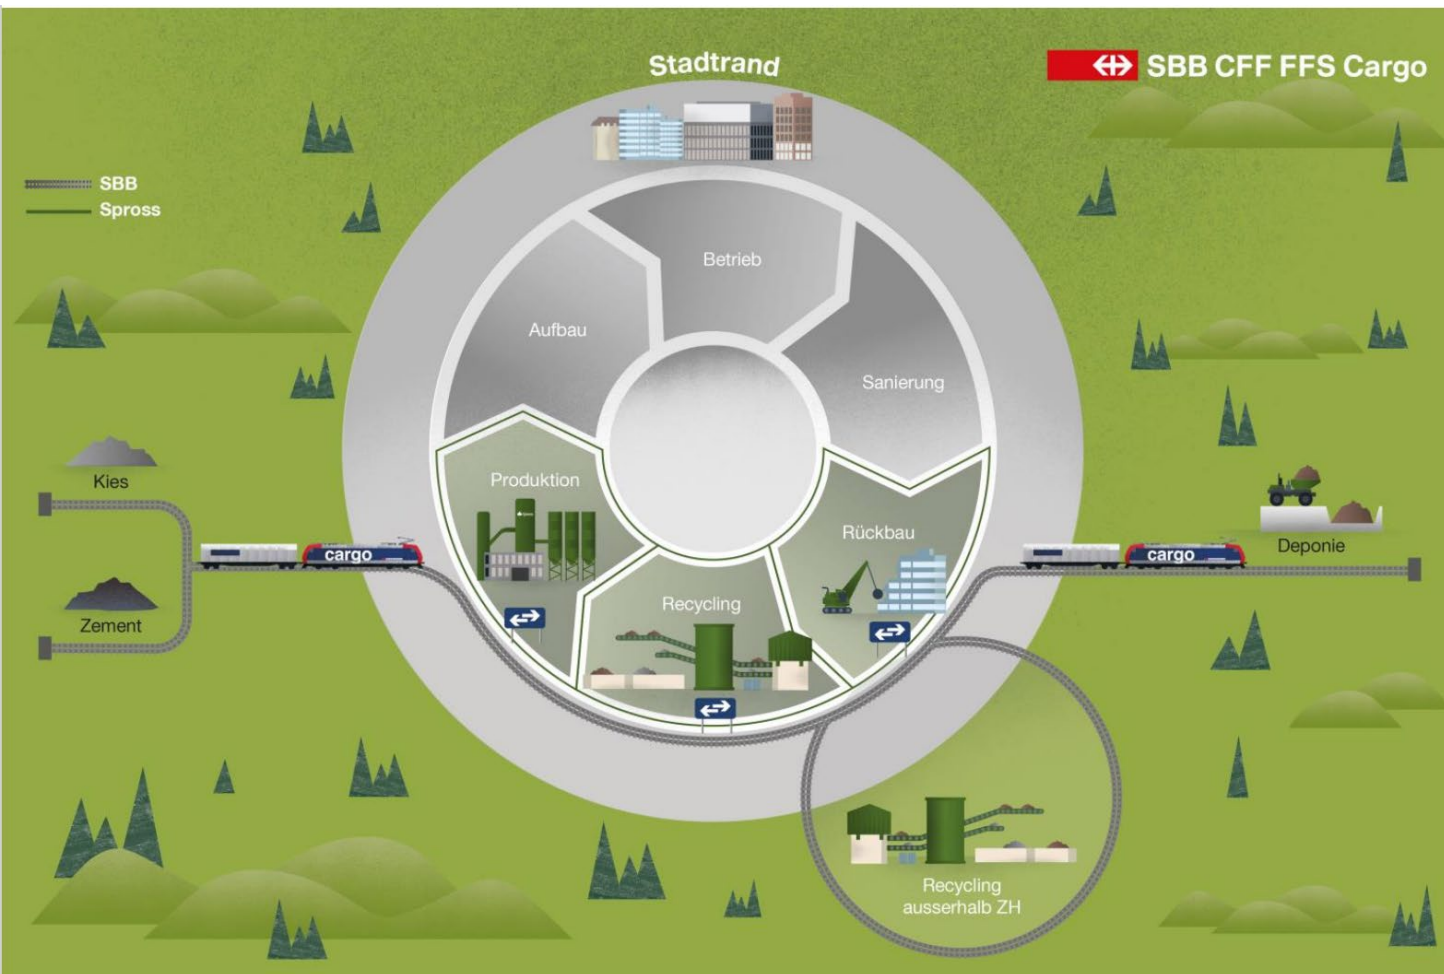 Stadtrand
SBB CFF FFS Cargo
SBB
Spross
Betrieb
Aufbau
Sanierung
Kies
Produktion
Rückbau
Deponie
cargo
cargo
Zement
Recycling
Recycling
ausserhalb ZH